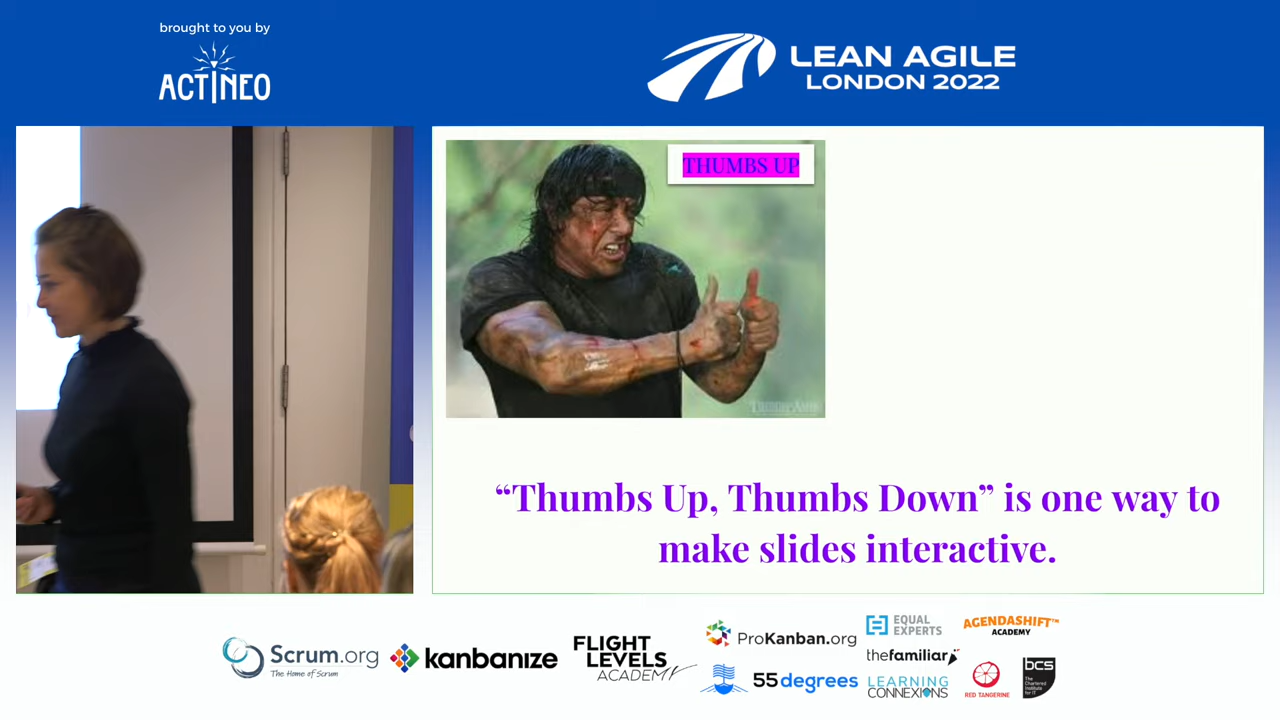 brought to you by
ACTINEO
LEAN AGILE
LONDON 2022
THUMBS UP
“Thumbs Up, Thumbs Down” is one way to
make slides interactive.
Scrum.org
The Home of Scrum
kanbanize
FLIGHT
LEVELS
ACADEMY
ProKanban.org
55degrees
EQUAL
EXPERTS
thefamiliar
LEARNING
CONNEXIONS
AGENDASHIFT™
ACADEMY
RED TANGERINE
bcs
The
Chartered
Institute
for IT